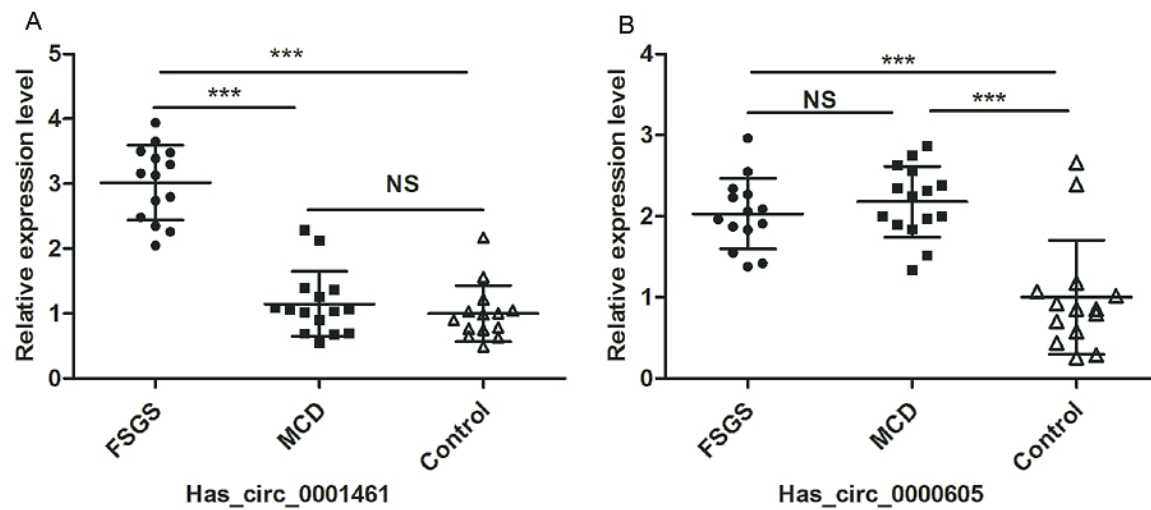 A
***
***
NS
5
4
3
2
1
0
Relative expression level
FSGS
MCD
Control
Has_circ_0001461
B
***
NS
***
4
3
2
1
0
Relative expression level
FSGS
MCD
Control
Has_circ_0000605